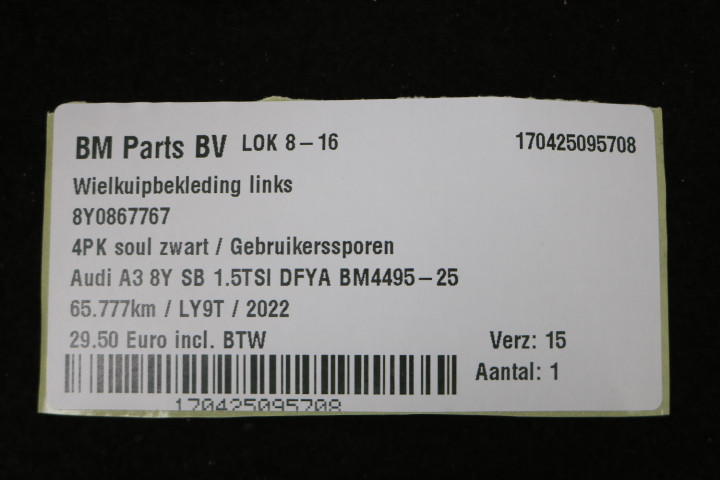 BM Parts BV LOK 8-16 170425095708
Wielkuipbekleding links
8Y0867767
4PK soul zwart / Gebruikerssporen
Audi A3 8Y SB 1.5TSI DFYA BM4495-25
65.777km / LY9T / 2022
29.50 Euro incl. BTW Verz: 15
Aantal: 1
170425095708